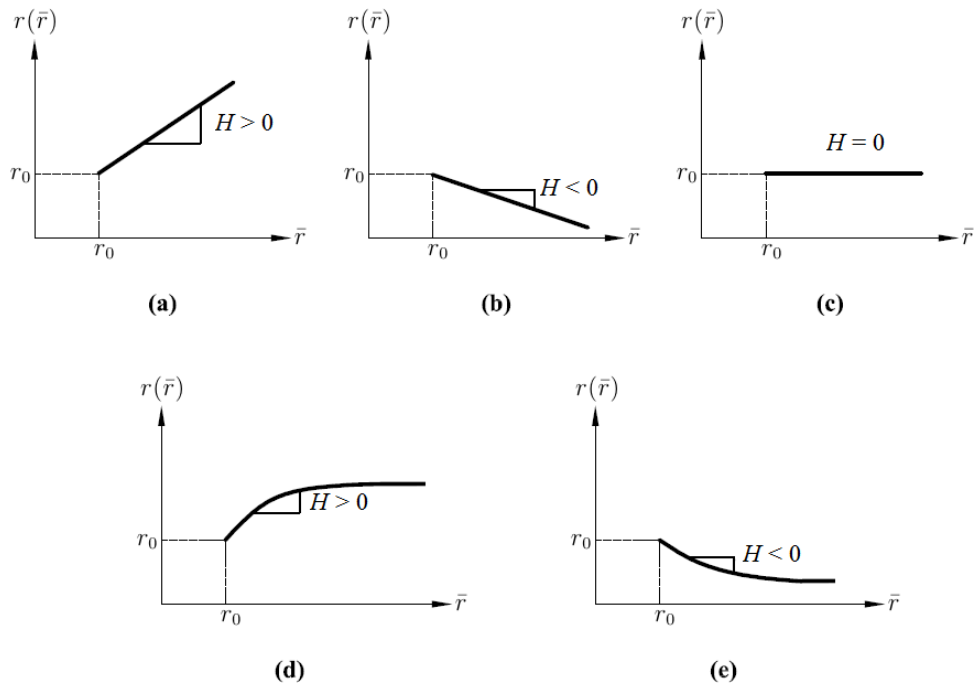 r(r̄) r(r̄) r(r̄)
H > 0 H < 0 H = 0
r₀ r₀ r₀
r₀ r̄ r₀ r̄ r₀ r̄
(a) (b) (c)
r(r̄) r(r̄)
H > 0 H < 0
r₀ r₀
r₀ r̄ r₀ r̄
(d) (e)